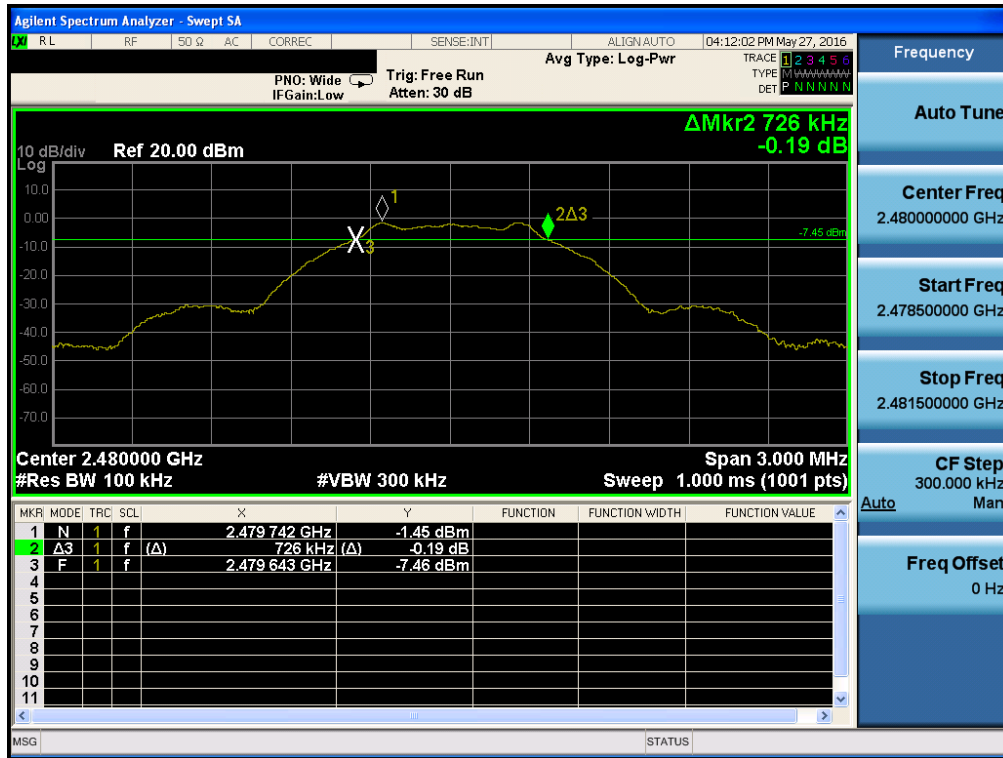 Agilent Spectrum Analyzer - Swept SA
LXI RL RF 50 Ω AC CORREC SENSE:INT ALIGN AUTO 04:12:02 PM May 27, 2016
Frequency
Avg Type: Log-Pwr
TRACE 1 2 3 4 5 6
TYPE M WWWWW
DET P N N N N N
PNO: Wide
IFGain:Low
Trig: Free Run
Atten: 30 dB
ΔMkr2 726 kHz
-0.19 dB
10 dB/div
Log
Ref 20.00 dBm
10.0
0.00
-10.0
-20.0
-30.0
-40.0
-50.0
-60.0
-70.0
1
2Δ3
3
-7.45 dBm
Center 2.480000 GHz
Span 3.000 MHz
#Res BW 100 kHz
#VBW 300 kHz
Sweep 1.000 ms (1001 pts)
MKR MODE TRC SCL X Y FUNCTION FUNCTION WIDTH FUNCTION VALUE
1 N 1 f 2.479 742 GHz -1.45 dBm
2 Δ3 1 f (Δ) 726 kHz (Δ) -0.19 dB
3 F 1 f 2.479 643 GHz -7.46 dBm
4
5
6
7
8
9
10
11
Auto Tune
Center Freq
2.480000000 GHz
Start Freq
2.478500000 GHz
Stop Freq
2.481500000 GHz
CF Step
300.000 kHz
Auto Man
Freq Offset
0 Hz
MSG
STATUS